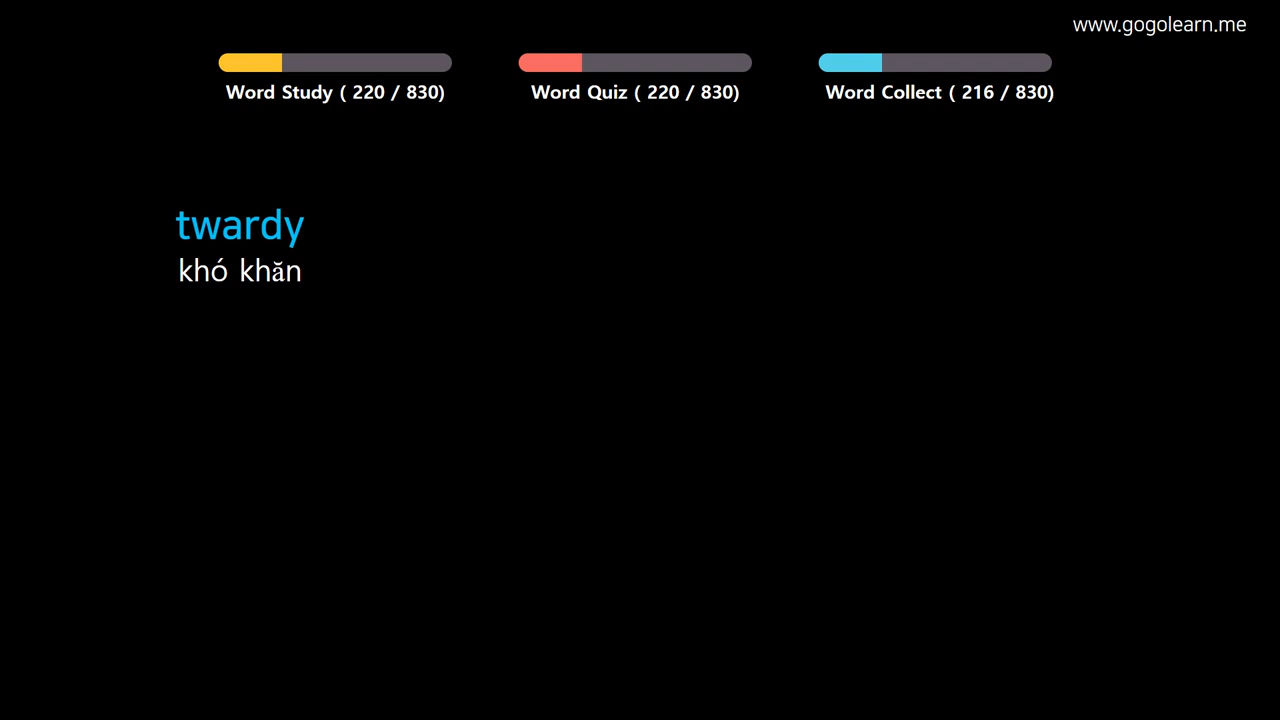 www.gogolearn.me
Word Study ( 220 / 830)
Word Quiz ( 220 / 830)
Word Collect ( 216 / 830)
twardy
khó khăn